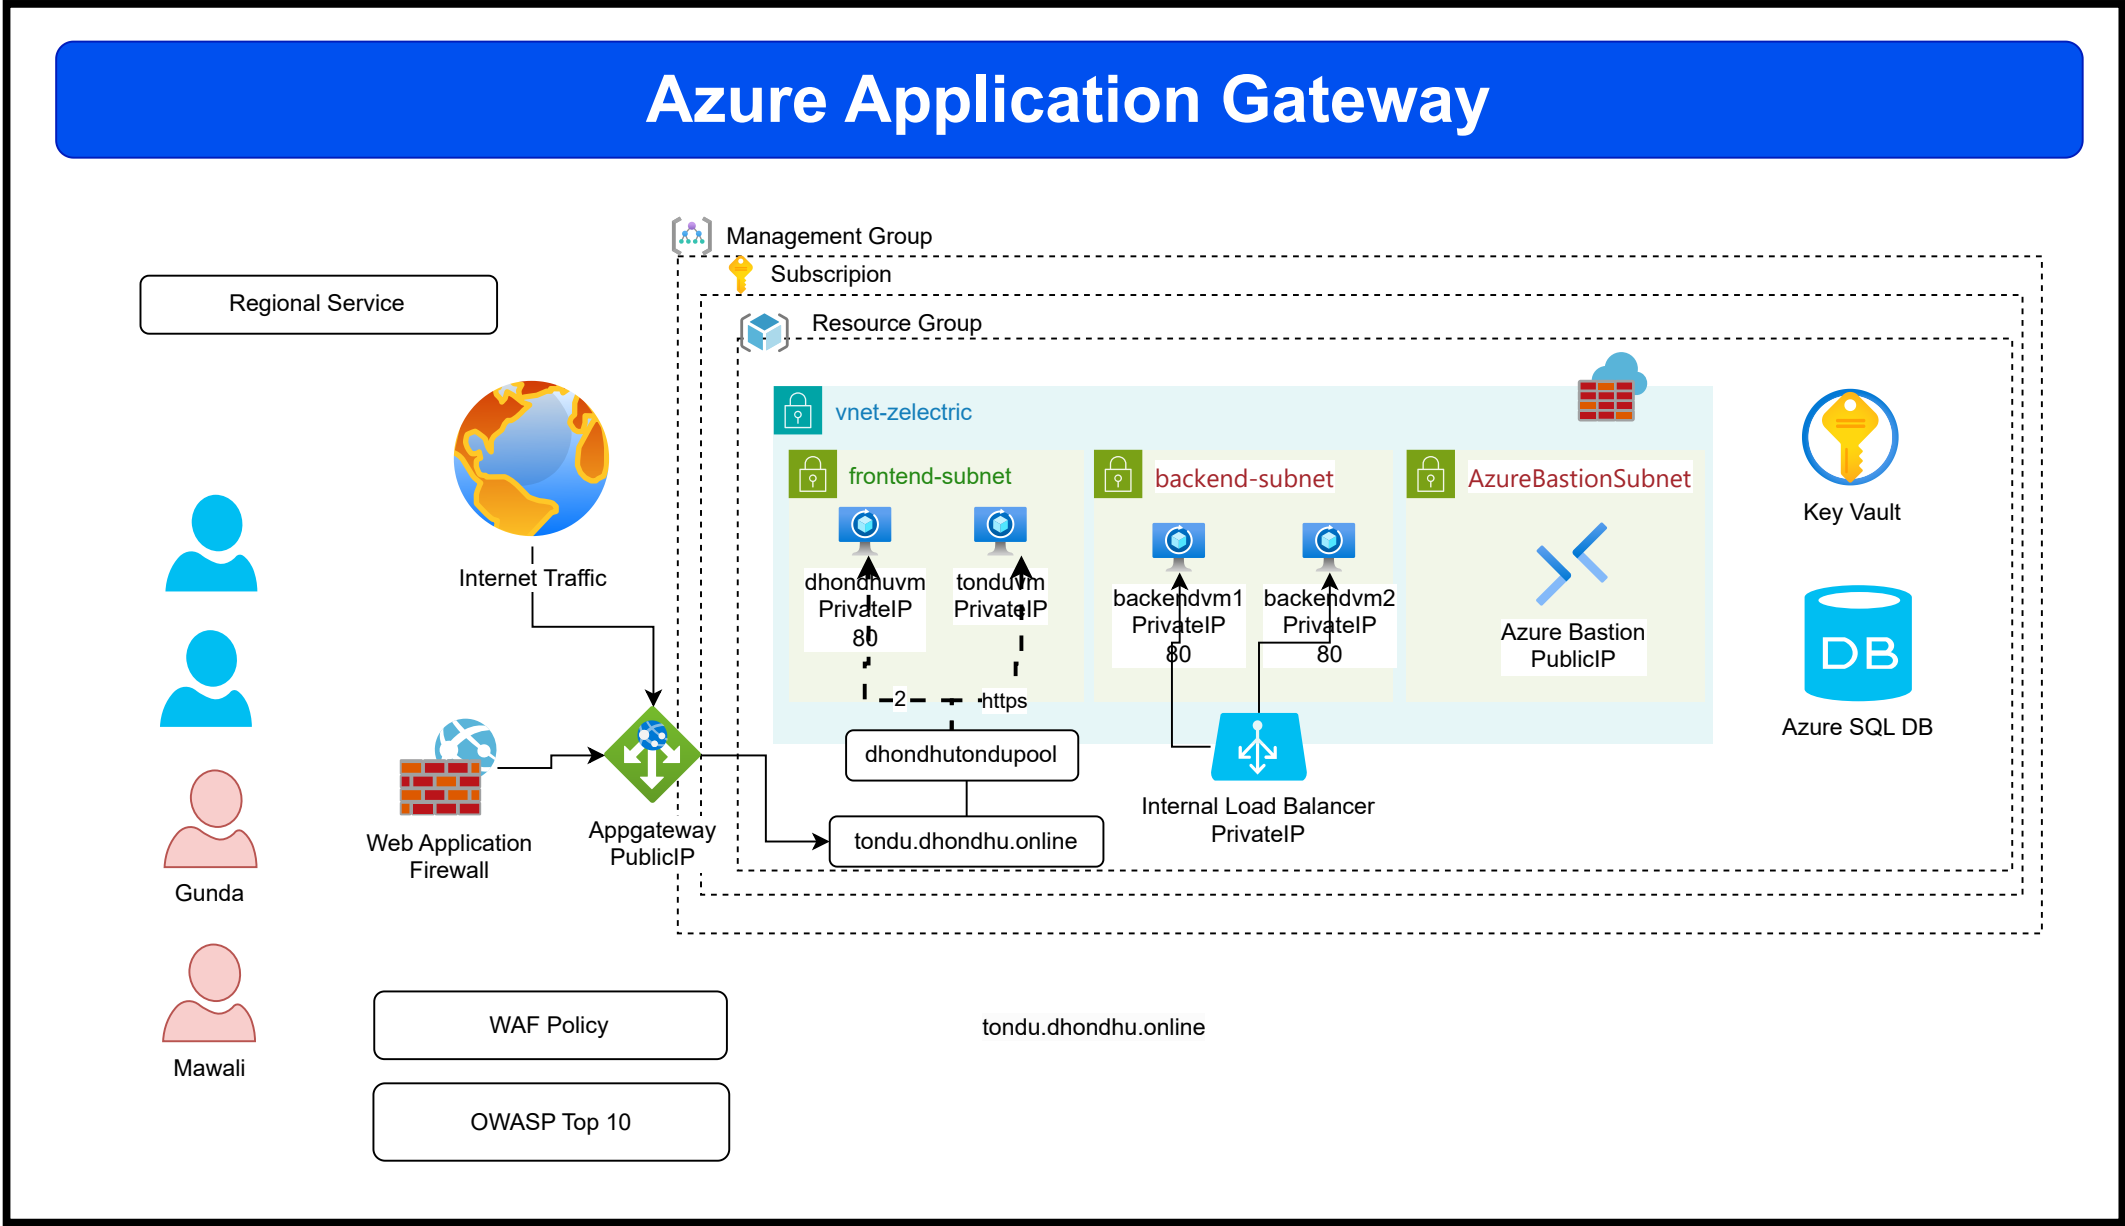 Azure Application Gateway
Management Group
Subscripion
Regional Service
Resource Group
vnet-zelectric
frontend-subnet
backend-subnet
AzureBastionSubnet
Key Vault
Internet Traffic
dhondhuvm
PrivateIP
80
tonduvm
PrivateIP
backendvm1
PrivateIP
80
backendvm2
PrivateIP
80
Azure Bastion
PublicIP
2
https
DB
Azure SQL DB
dhondhutondupool
Internal Load Balancer
PrivateIP
Web Application
Firewall
Appgateway
PublicIP
tondu.dhondhu.online
Gunda
WAF Policy
tondu.dhondhu.online
Mawali
OWASP Top 10